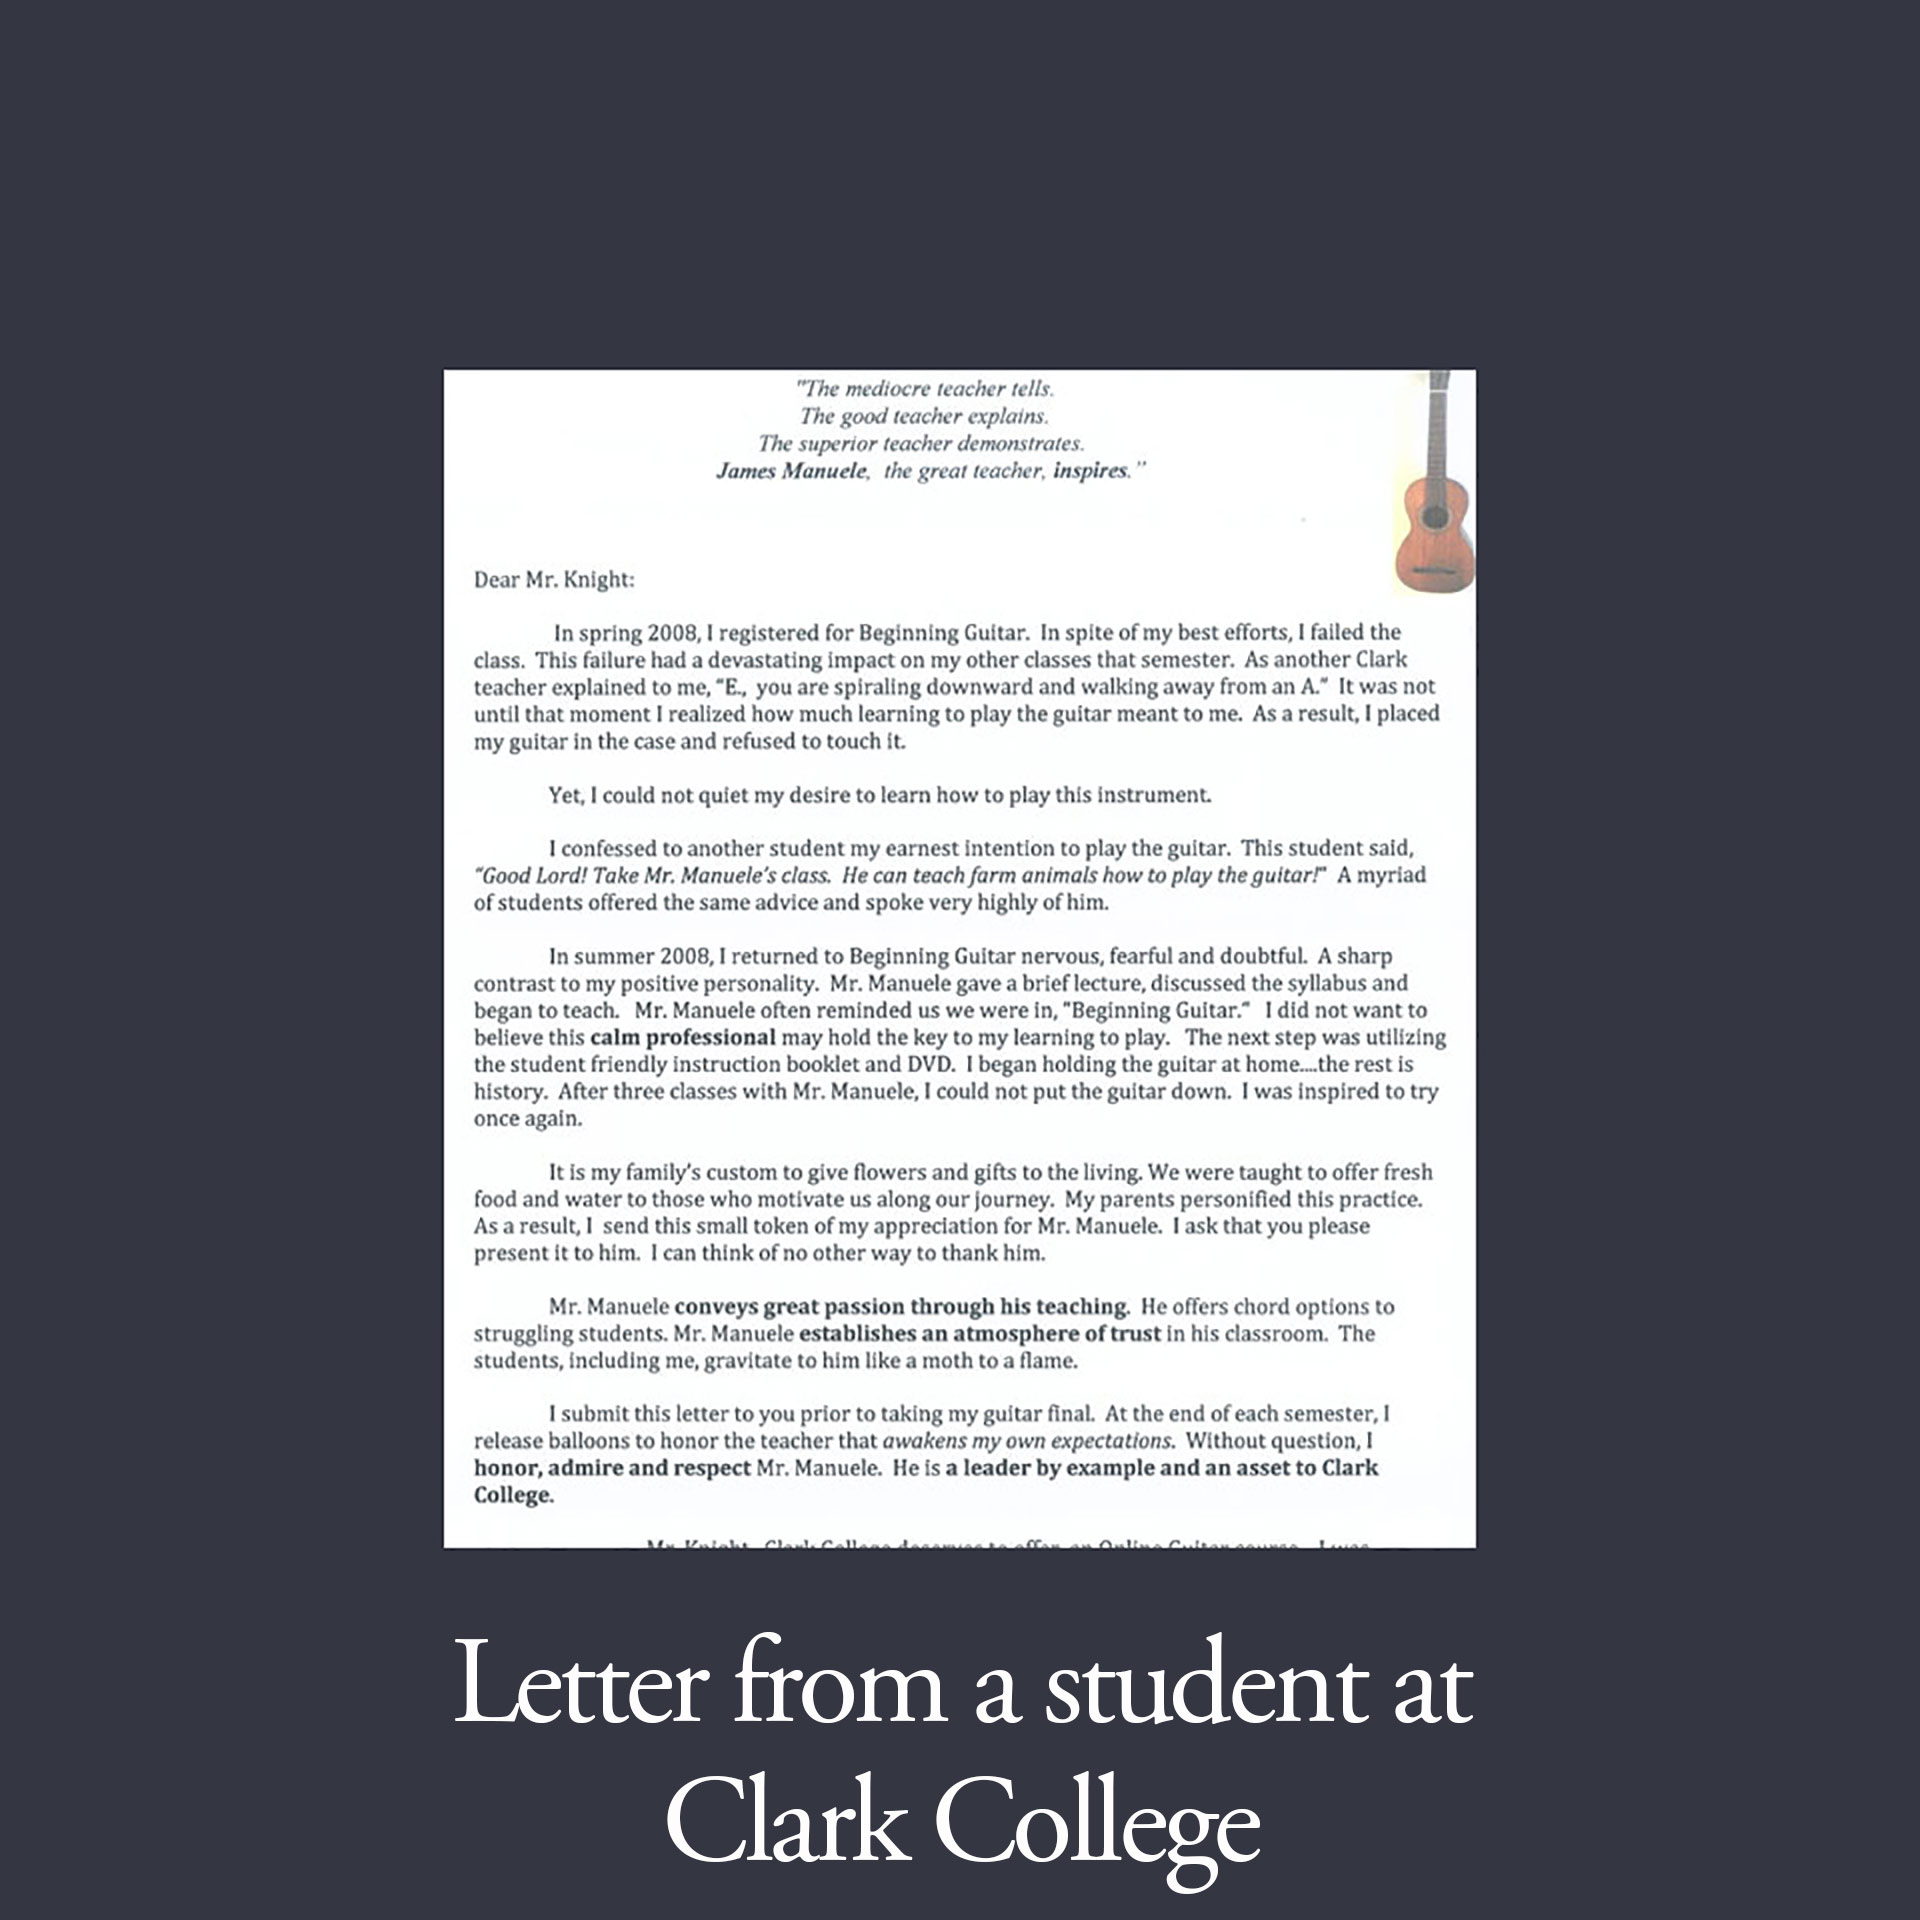 "The mediocre teacher tells.
The good teacher explains.
The superior teacher demonstrates.
James Manuele,  the great teacher, inspires."
Dear Mr. Knight:
In spring 2008, I registered for Beginning Guitar.  In spite of my best efforts, I failed the
class.  This failure had a devastating impact on my other classes that semester.  As another Clark
teacher explained to me, "E.,  you are spiraling downward and walking away from an A."  It was not
until that moment I realized how much learning to play the guitar meant to me.  As a result, I placed
my guitar in the case and refused to touch it.
Yet, I could not quiet my desire to learn how to play this instrument.
I confessed to another student my earnest intention to play the guitar.  This student said,
"Good Lord! Take Mr. Manuele's class.  He can teach farm animals how to play the guitar!"  A myriad
of students offered the same advice and spoke very highly of him.
In summer 2008, I returned to Beginning Guitar nervous, fearful and doubtful.  A sharp
contrast to my positive personality.  Mr. Manuele gave a brief lecture, discussed the syllabus and
began to teach.   Mr. Manuele often reminded us we were in, "Beginning Guitar."   I did not want to
believe this calm professional may hold the key to my learning to play.   The next step was utilizing
the student friendly instruction booklet and DVD.  I began holding the guitar at home....the rest is
history.  After three classes with Mr. Manuele, I could not put the guitar down.  I was inspired to try
once again.
It is my family's custom to give flowers and gifts to the living. We were taught to offer fresh
food and water to those who motivate us along our journey.  My parents personified this practice.
As a result, I  send this small token of my appreciation for Mr. Manuele.  I ask that you please
present it to him.  I can think of no other way to thank him.
Mr. Manuele conveys great passion through his teaching.  He offers chord options to
struggling students. Mr. Manuele establishes an atmosphere of trust in his classroom.  The
students, including me, gravitate to him like a moth to a flame.
I submit this letter to you prior to taking my guitar final.  At the end of each semester, I
release balloons to honor the teacher that awakens my own expectations.  Without question, I
honor, admire and respect Mr. Manuele.  He is a leader by example and an asset to Clark
College.
Mr. Knight, Clark College deserves to offer an Online Guitar course.  I was
Letter from a student at
Clark College